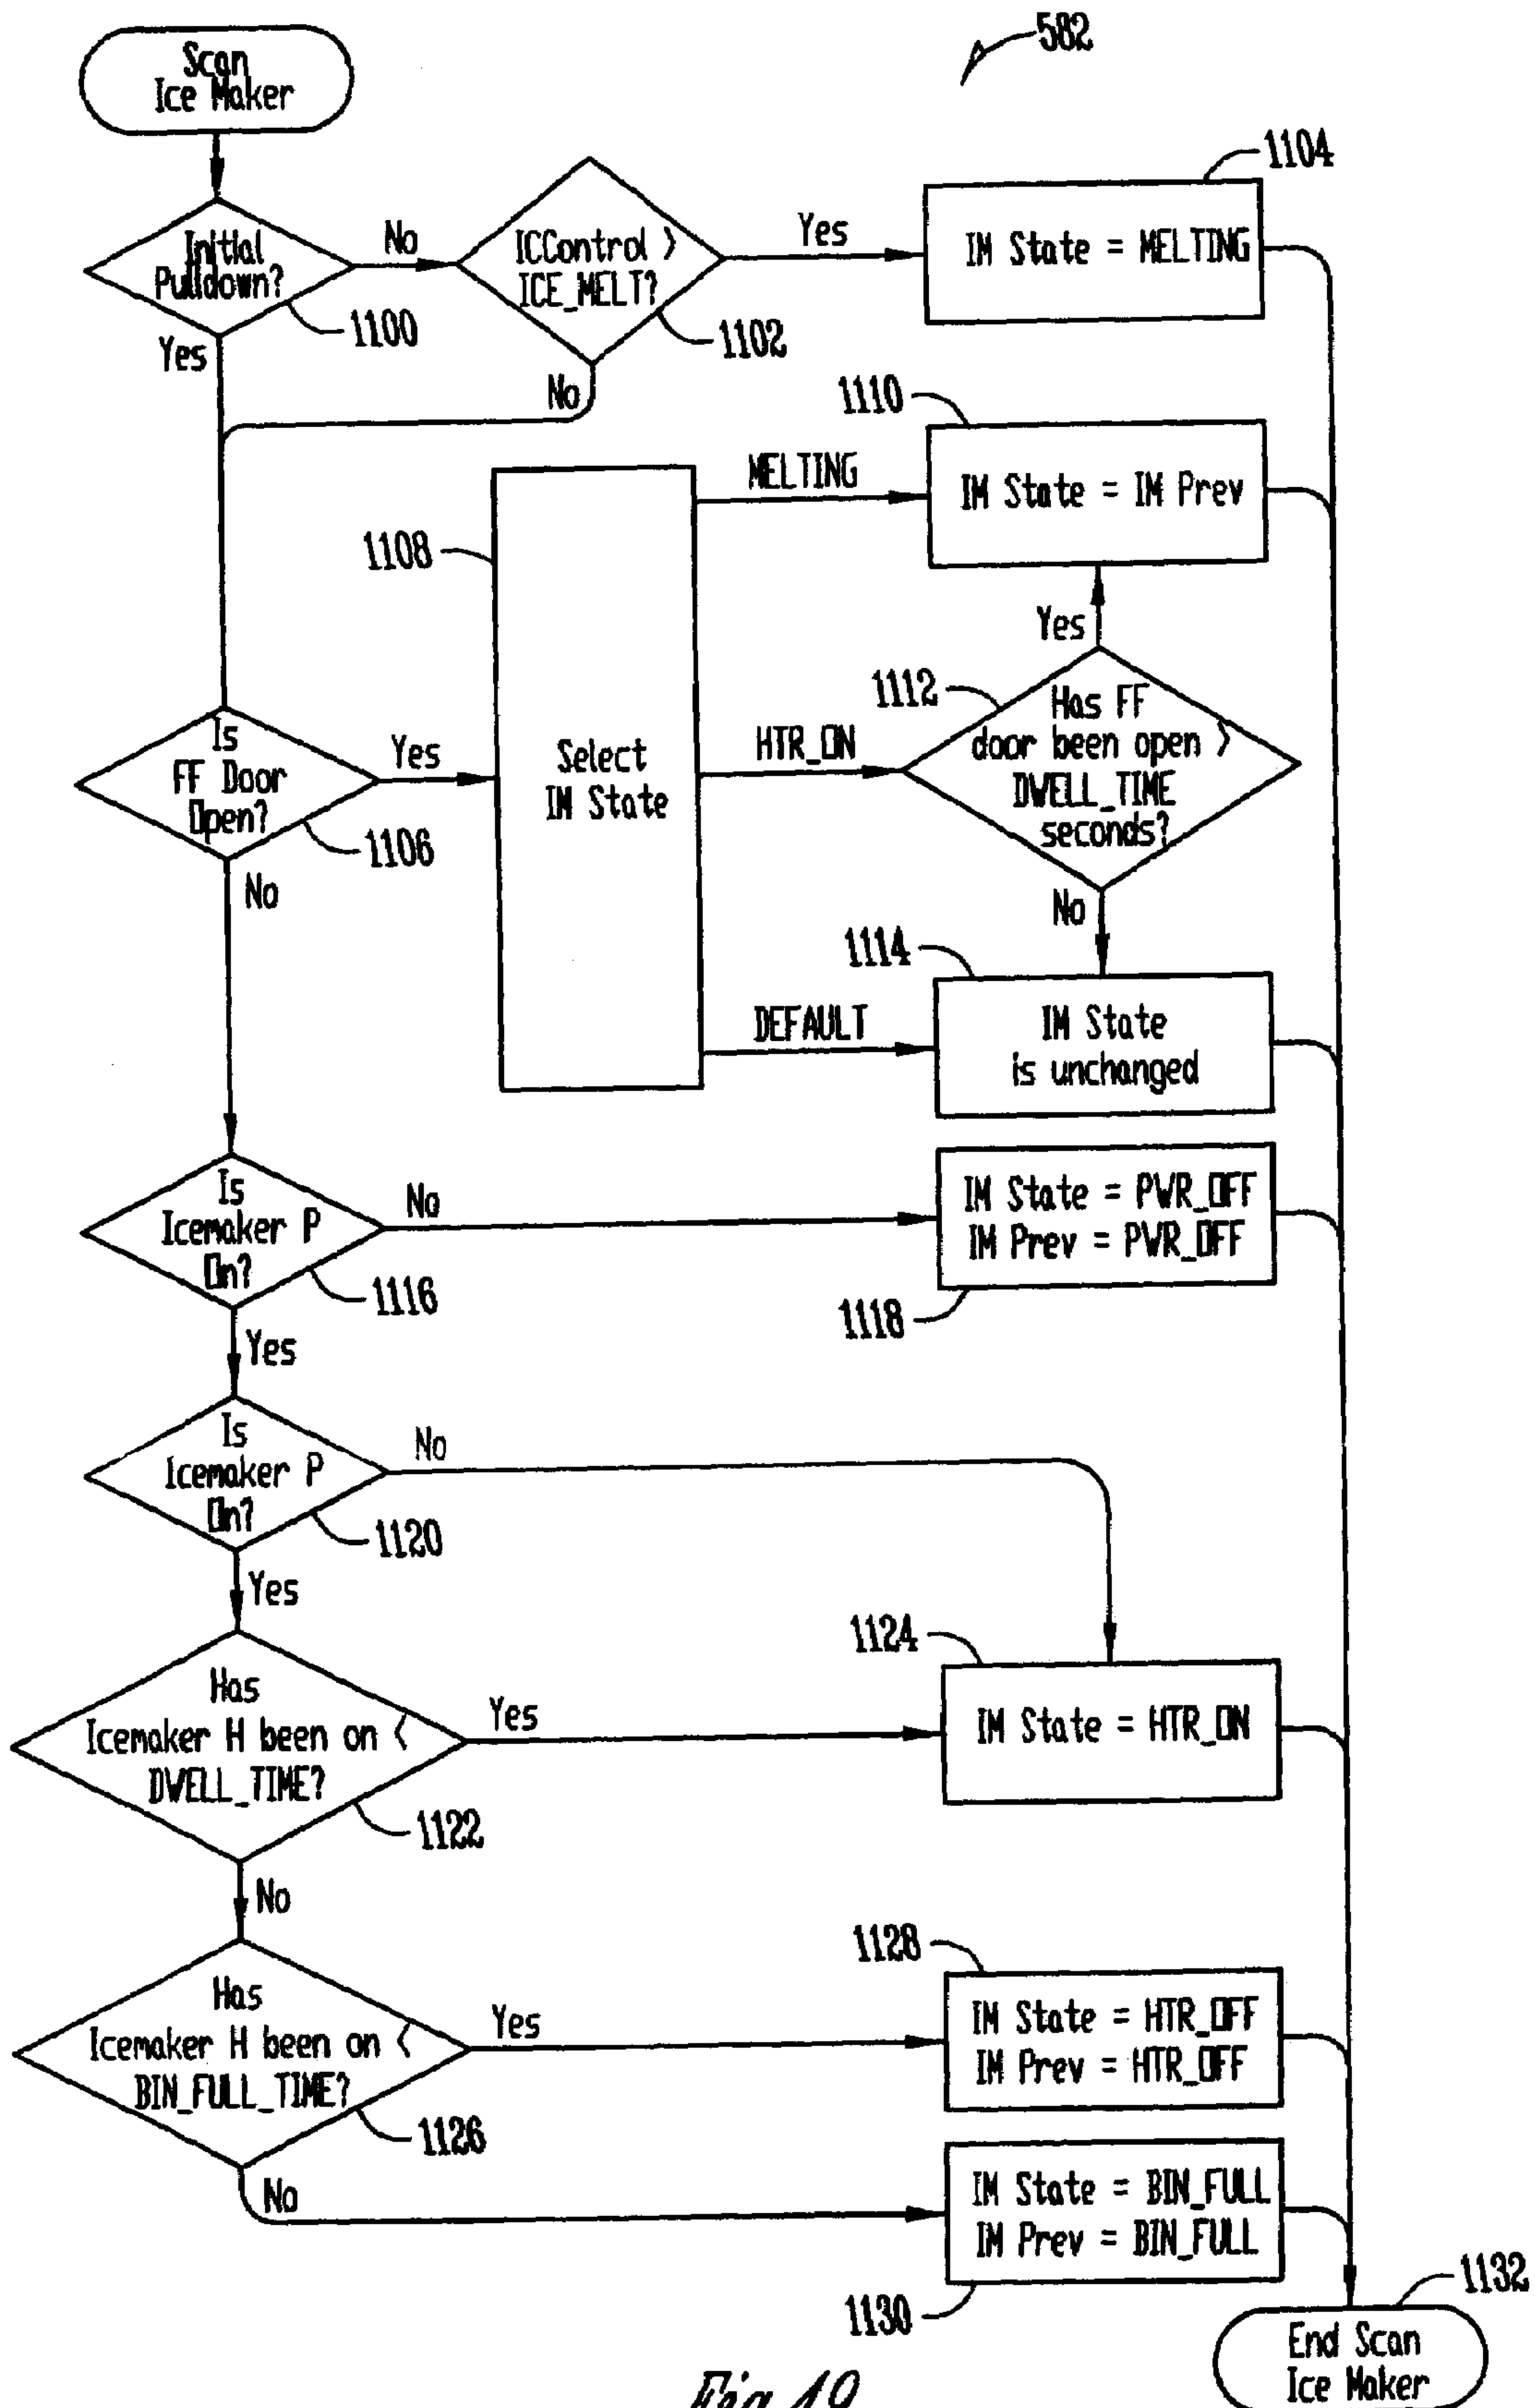 582
Scan
Ice Maker
Initial
Pulldown?
1100
No
Yes
ICControl >
ICE_MELT?
1102
Yes
No
1104
IM State = MELTING
1110
IM State = IM Prev
MELTING
1108
Select
IM State
Yes
1112
Has FF
door been open >
DWELL_TIME
seconds?
HTR_ON
Is
FF Door
Open?
1106
Yes
No
No
1114
IM State
is unchanged
DEFAULT
Is
Icemaker P
On?
1116
No
Yes
IM State = PWR_OFF
IM Prev = PWR_OFF
1118
Is
Icemaker P
On?
1120
No
Yes
1124
IM State = HTR_ON
Has
Icemaker H been on <
DWELL_TIME?
1122
Yes
No
1128
IM State = HTR_OFF
IM Prev = HTR_OFF
Has
Icemaker H been on <
BIN_FULL_TIME?
1126
Yes
No
IM State = BIN_FULL
IM Prev = BIN_FULL
1130
1132
End Scan
Ice Maker